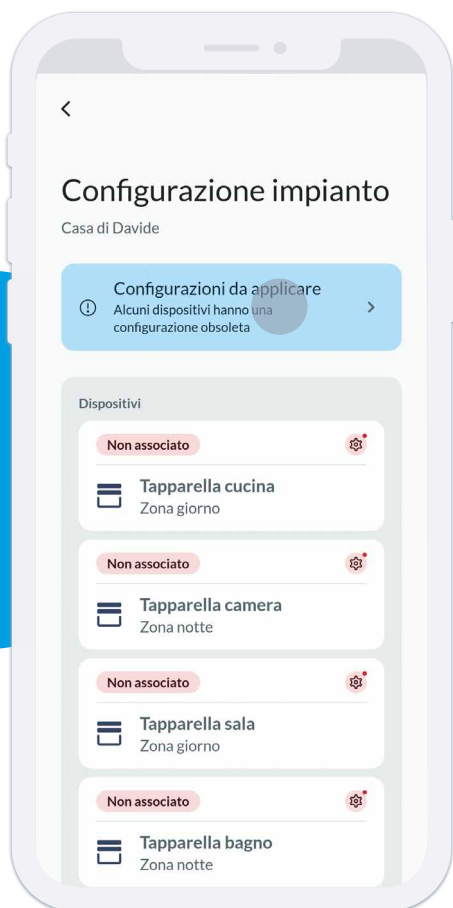 Configurazione impianto
Casa di Davide
Configurazioni da applicare
Alcuni dispositivi hanno una
configurazione obsoleta
Dispositivi
Non associato
Tapparella cucina
Zona giorno
Non associato
Tapparella camera
Zona notte
Non associato
Tapparella sala
Zona giorno
Non associato
Tapparella bagno
Zona notte